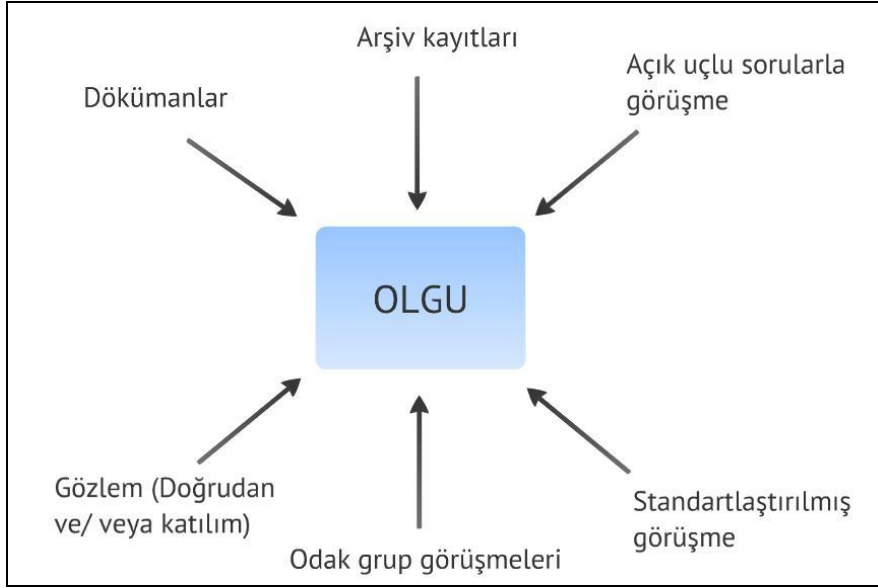 Arşiv kayıtları
Açık uçlu sorularla
görüşme
Dökümanlar
OLGU
Gözlem (Doğrudan
ve/ veya katılım)
Odak grup görüşmeleri
Standartlaştırılmış
görüşme